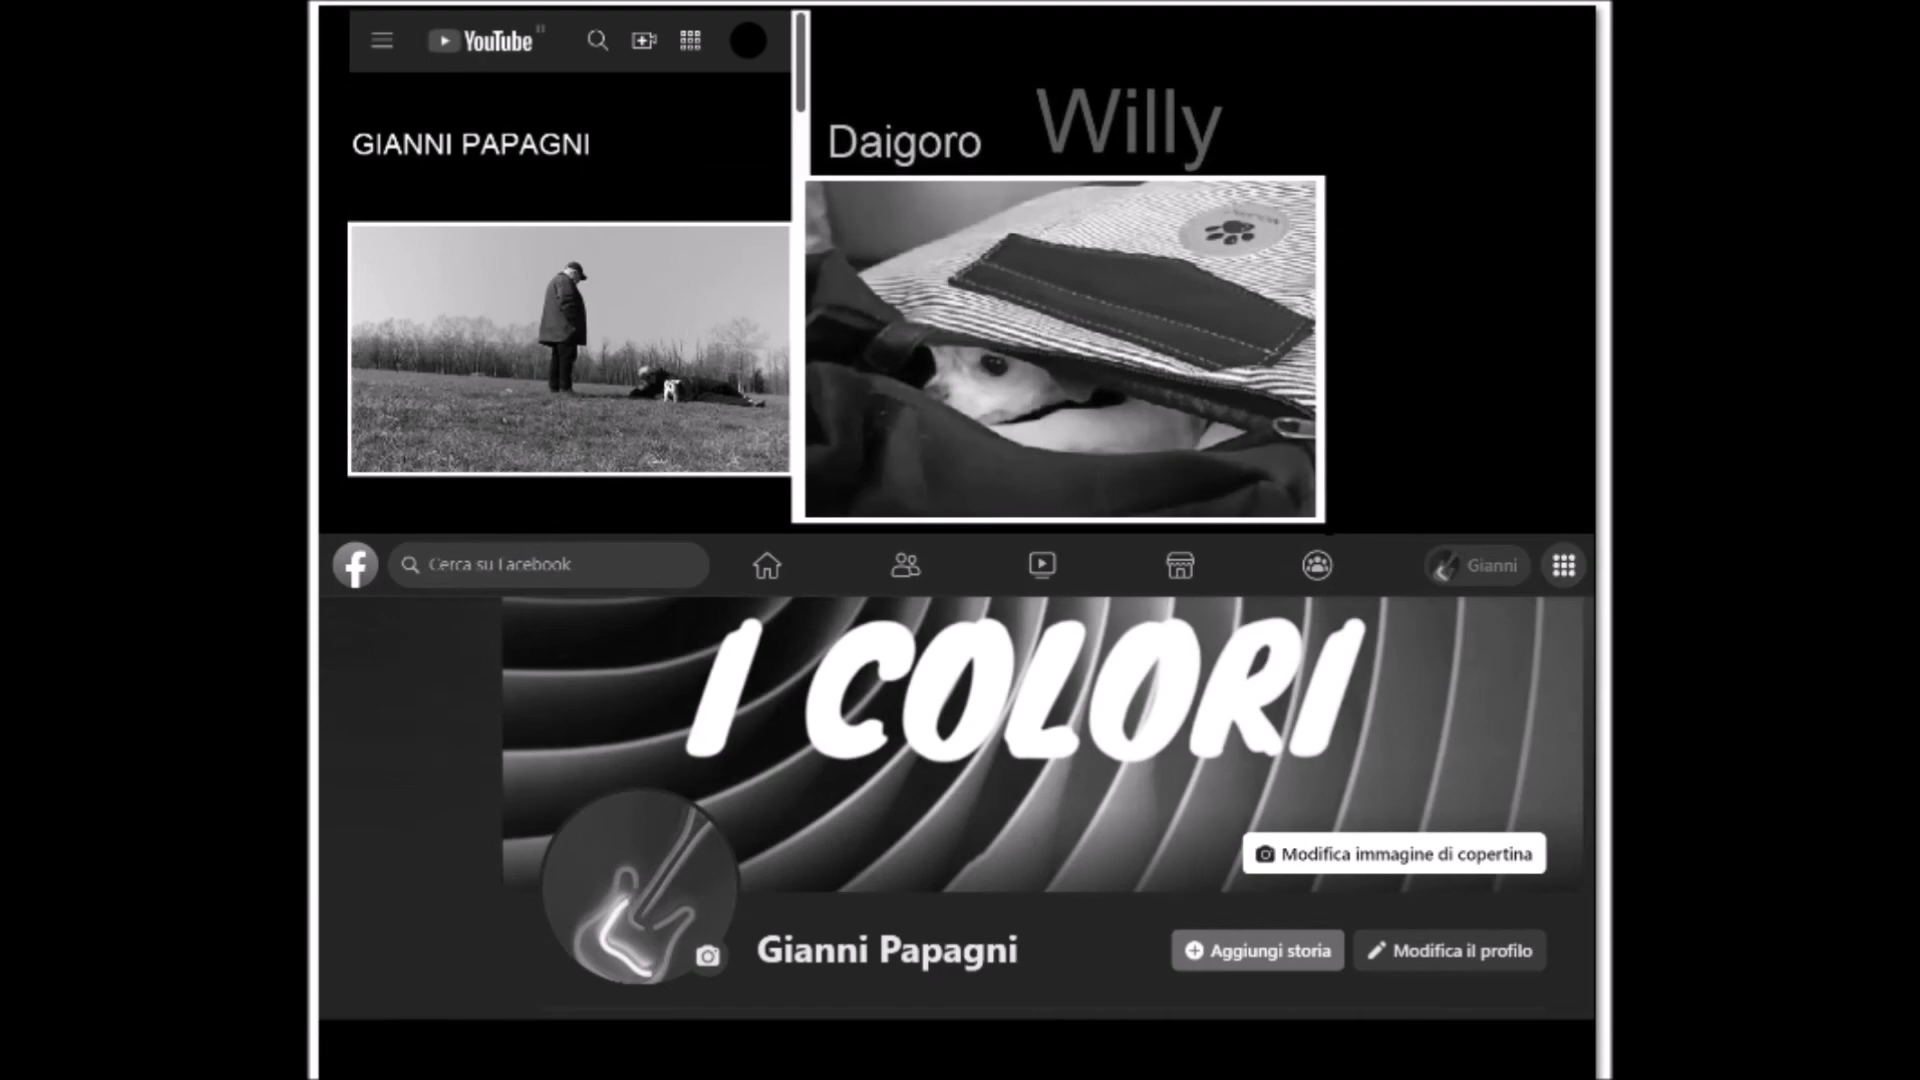 YouTube
GIANNI PAPAGNI
Daigoro
Willy
Cerca su Facebook
Gianni
I COLORI
Modifica immagine di copertina
Gianni Papagni
Aggiungi storia
Modifica il profilo